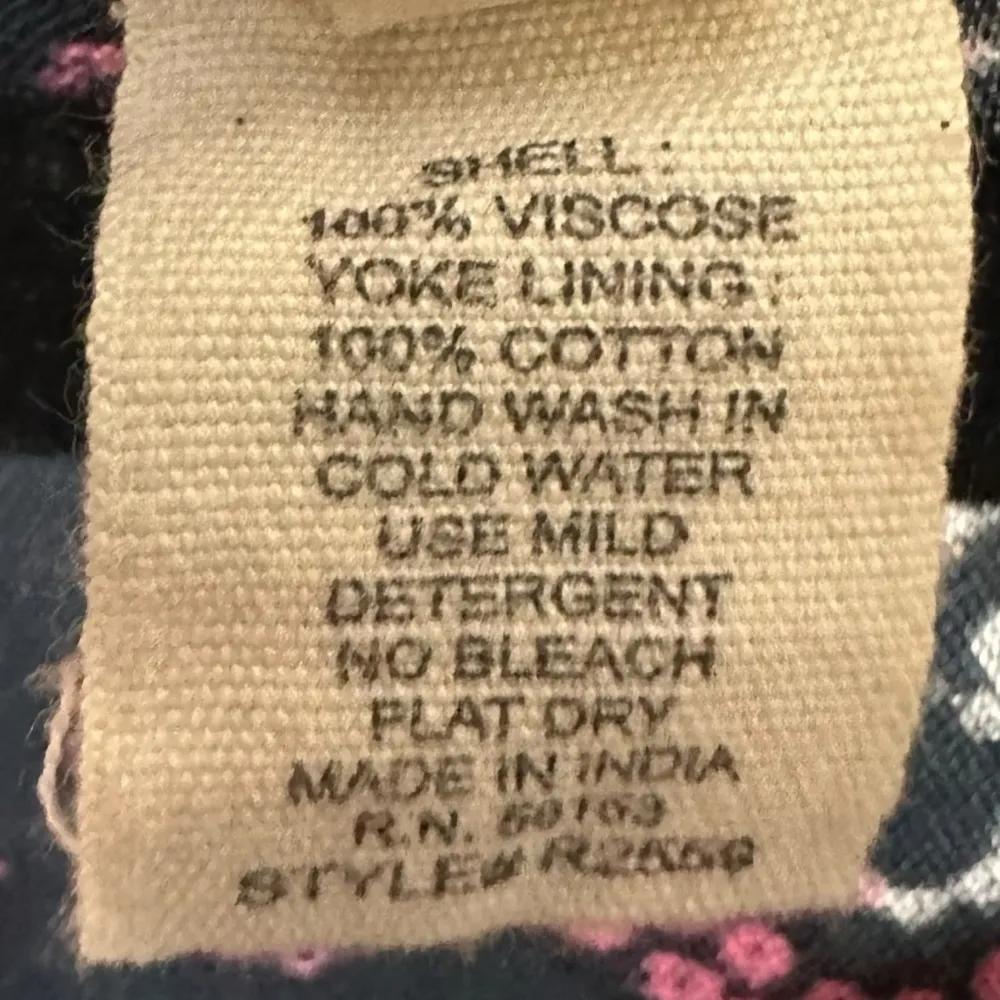 SHELL :
100% VISCOSE
YOKE LINING :
100% COTTON
HAND WASH IN
COLD WATER
USE MILD
DETERGENT
NO BLEACH
FLAT DRY
MADE IN INDIA
R.N.
STYLE#